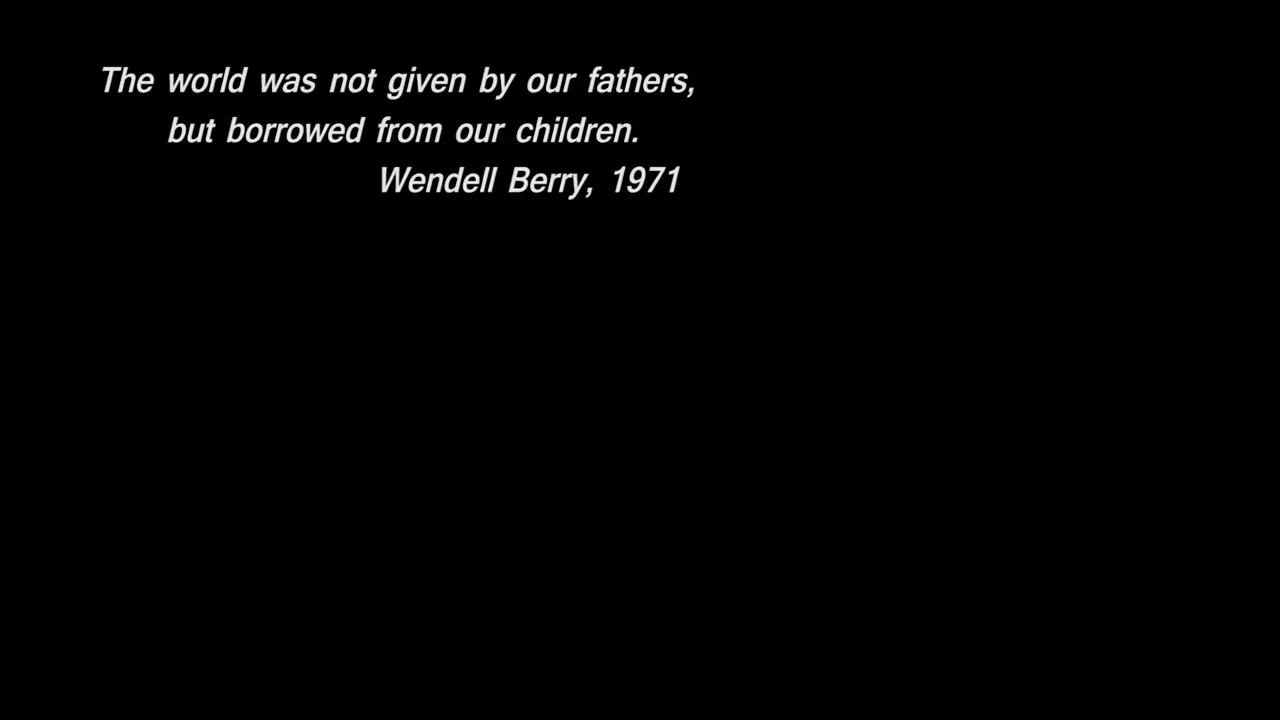 The world was not given by our fathers,
but borrowed from our children.
Wendell Berry, 1971